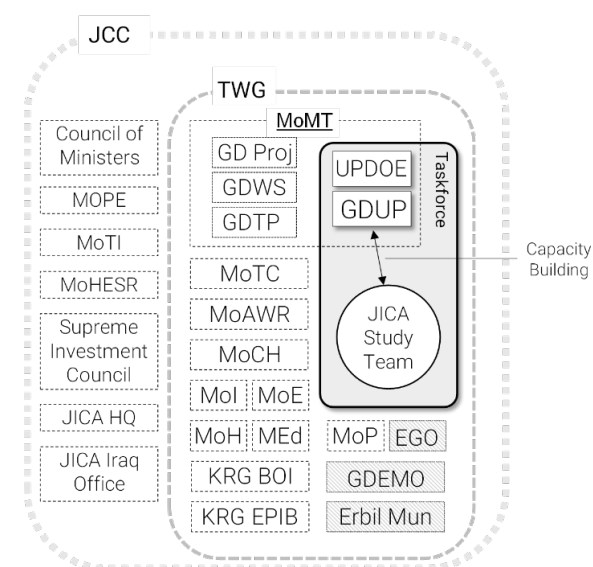 JCC
TWG
Council of
Ministers
MOPE
MoTI
MoHESR
Supreme
Investment
Council
JICA HQ
JICA Iraq
Office
MoMT
GD Proj
GDWS
GDTP
UPDOE
GDUP
Taskforce
Capacity
Building
JICA
Study
Team
MoTC
MoAWR
MoCH
MoI
MoE
MoH
MEd
MoP
EGO
KRG BOI
GDEMO
KRG EPIB
Erbil Mun